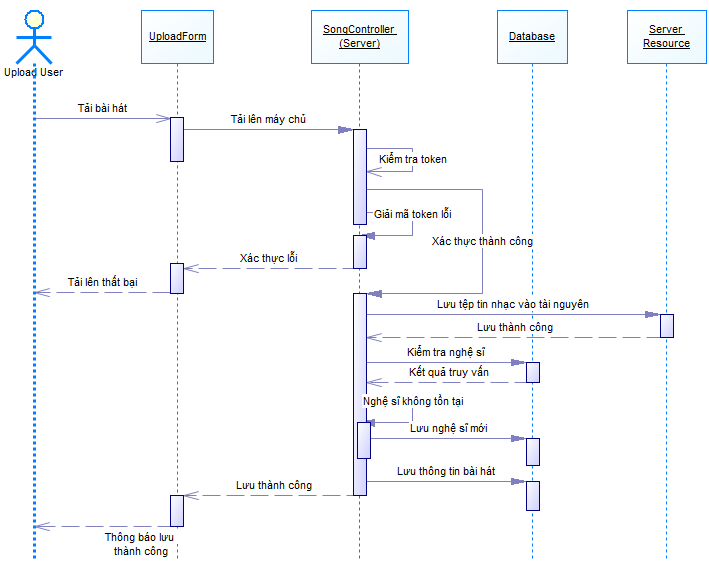 Upload User
UploadForm
SongController
(Server)
Database
Server
Resource
Tải bài hát
Tải lên máy chủ
Kiểm tra token
Giải mã token lỗi
Xác thực thành công
Xác thực lỗi
Tải lên thất bại
Lưu tệp tin nhạc vào tài nguyên
Lưu thành công
Kiểm tra nghệ sĩ
Kết quả truy vấn
Nghệ sĩ không tồn tại
Lưu nghệ sĩ mới
Lưu thông tin bài hát
Lưu thành công
Thông báo lưu
thành công